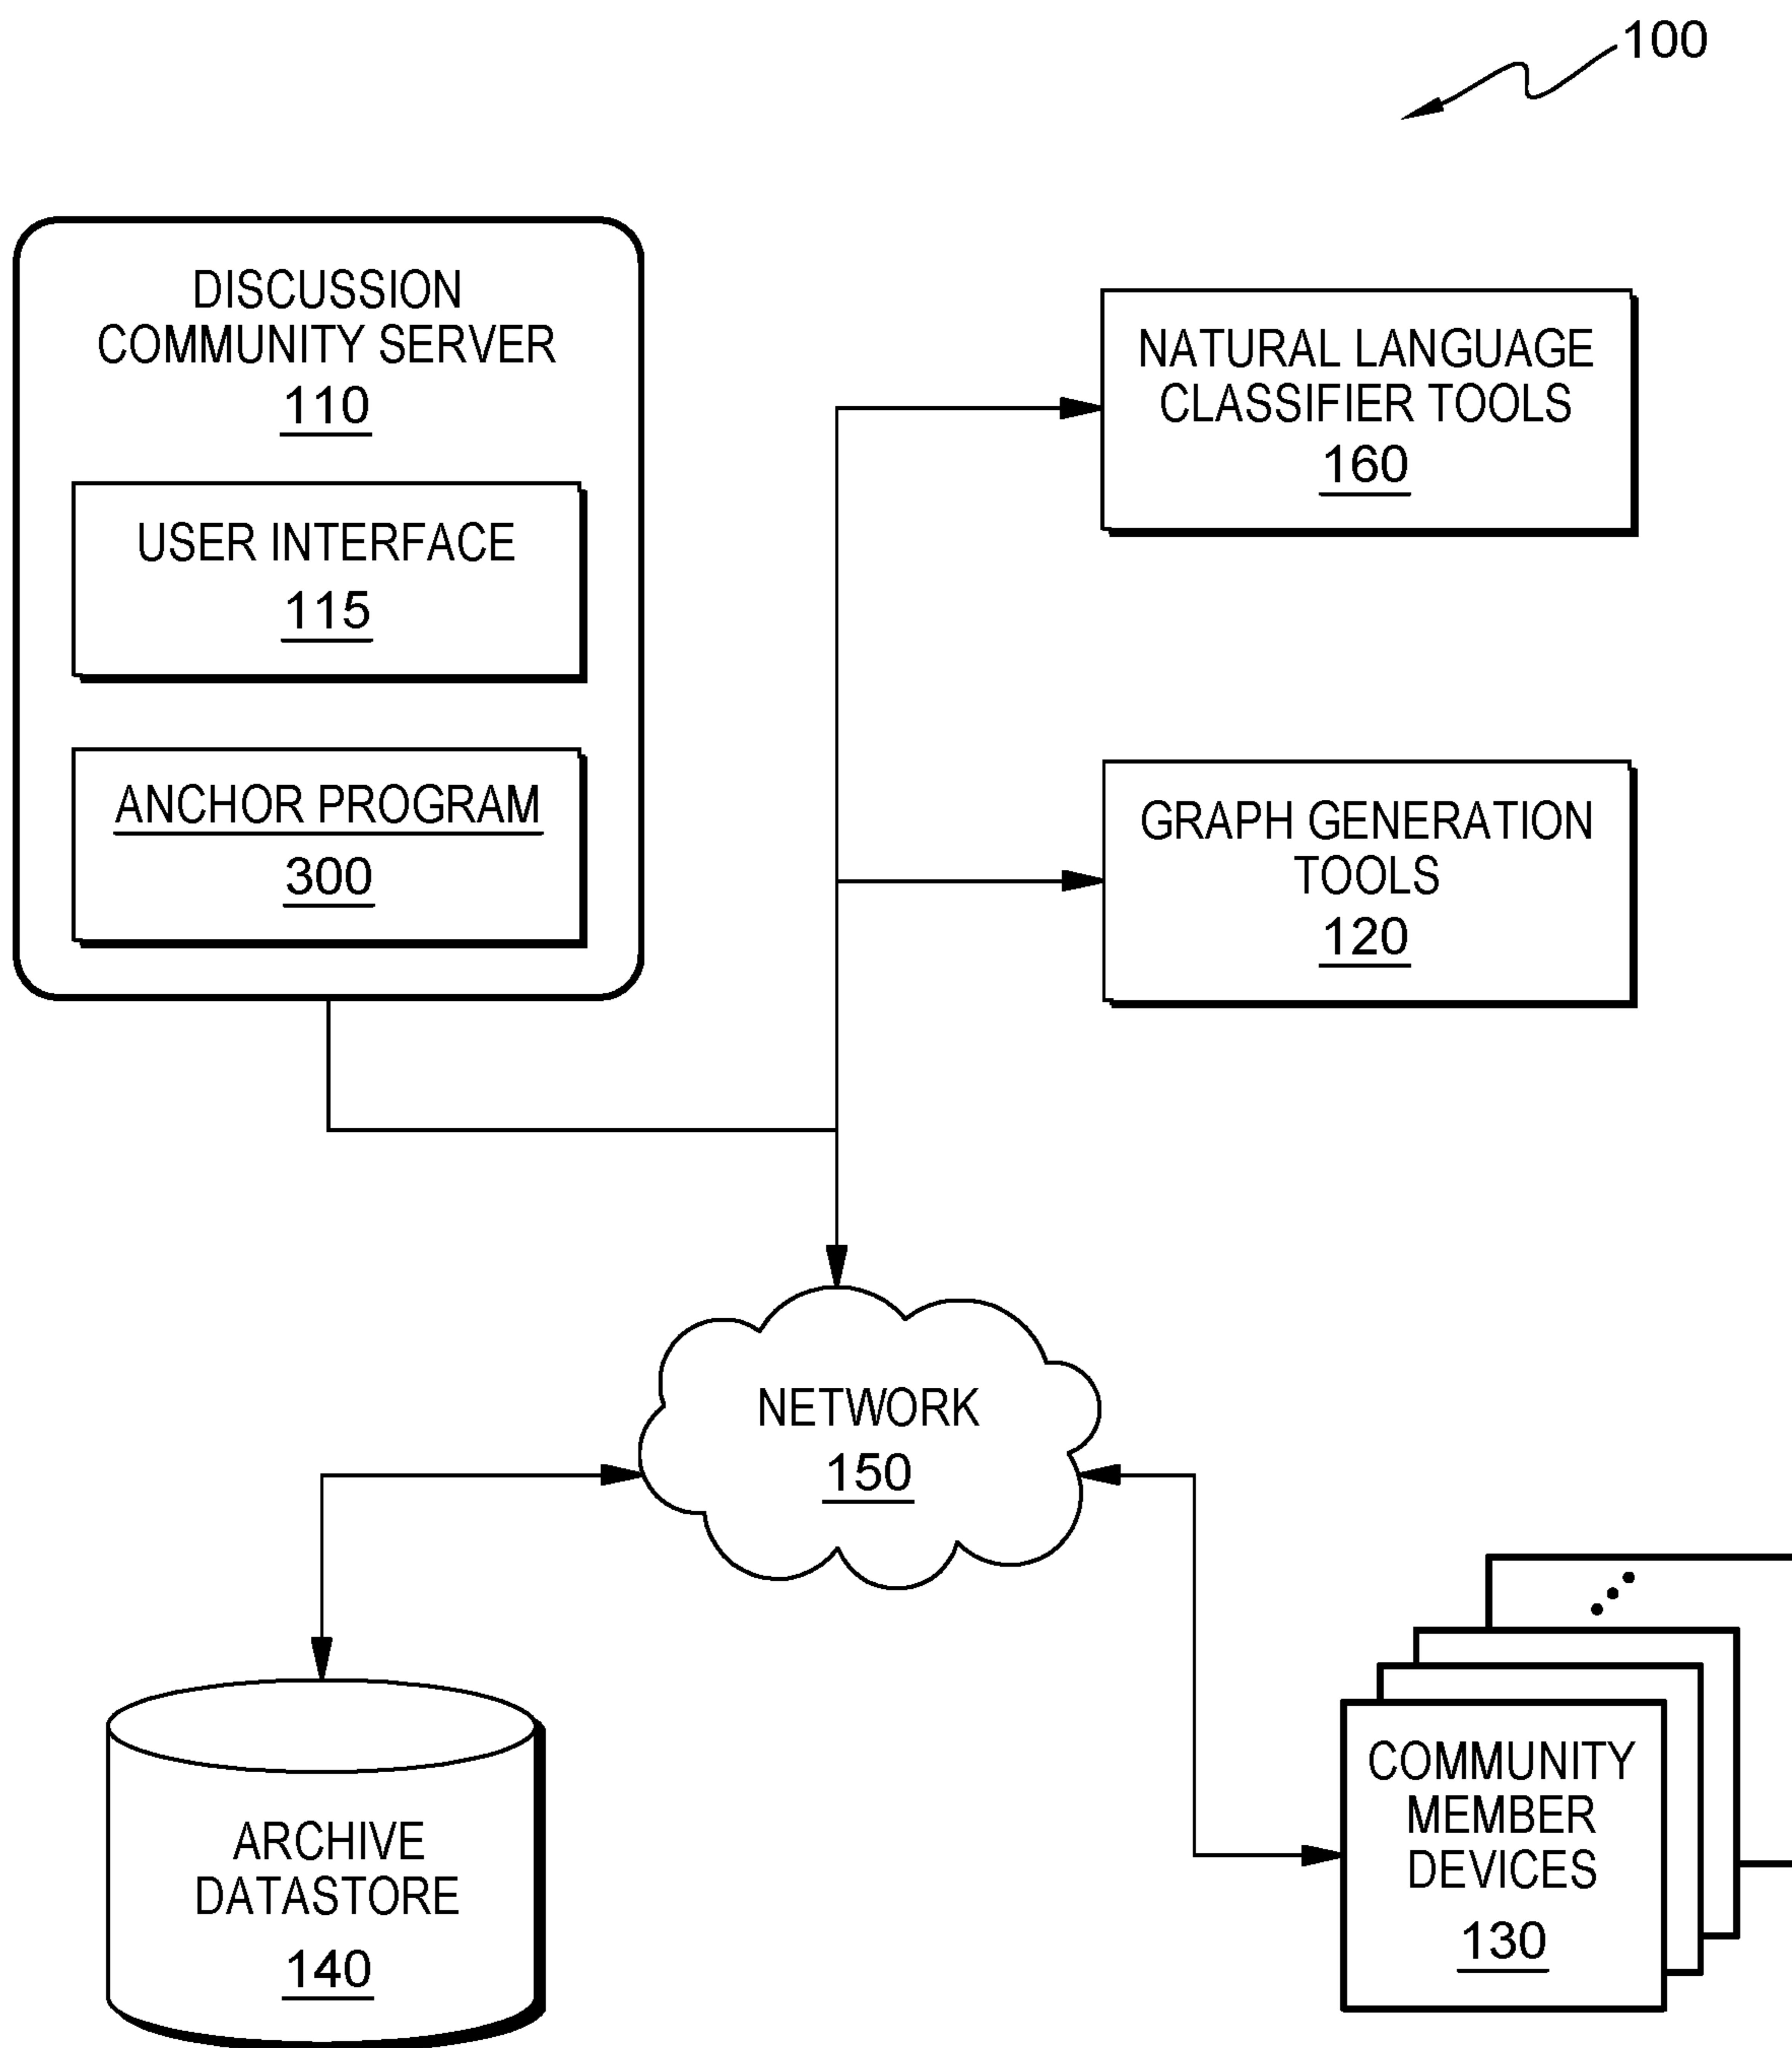 100
DISCUSSION
COMMUNITY SERVER
110
USER INTERFACE
115
ANCHOR PROGRAM
300
NATURAL LANGUAGE
CLASSIFIER TOOLS
160
GRAPH GENERATION
TOOLS
120
NETWORK
150
ARCHIVE
DATASTORE
140
COMMUNITY
MEMBER
DEVICES
130